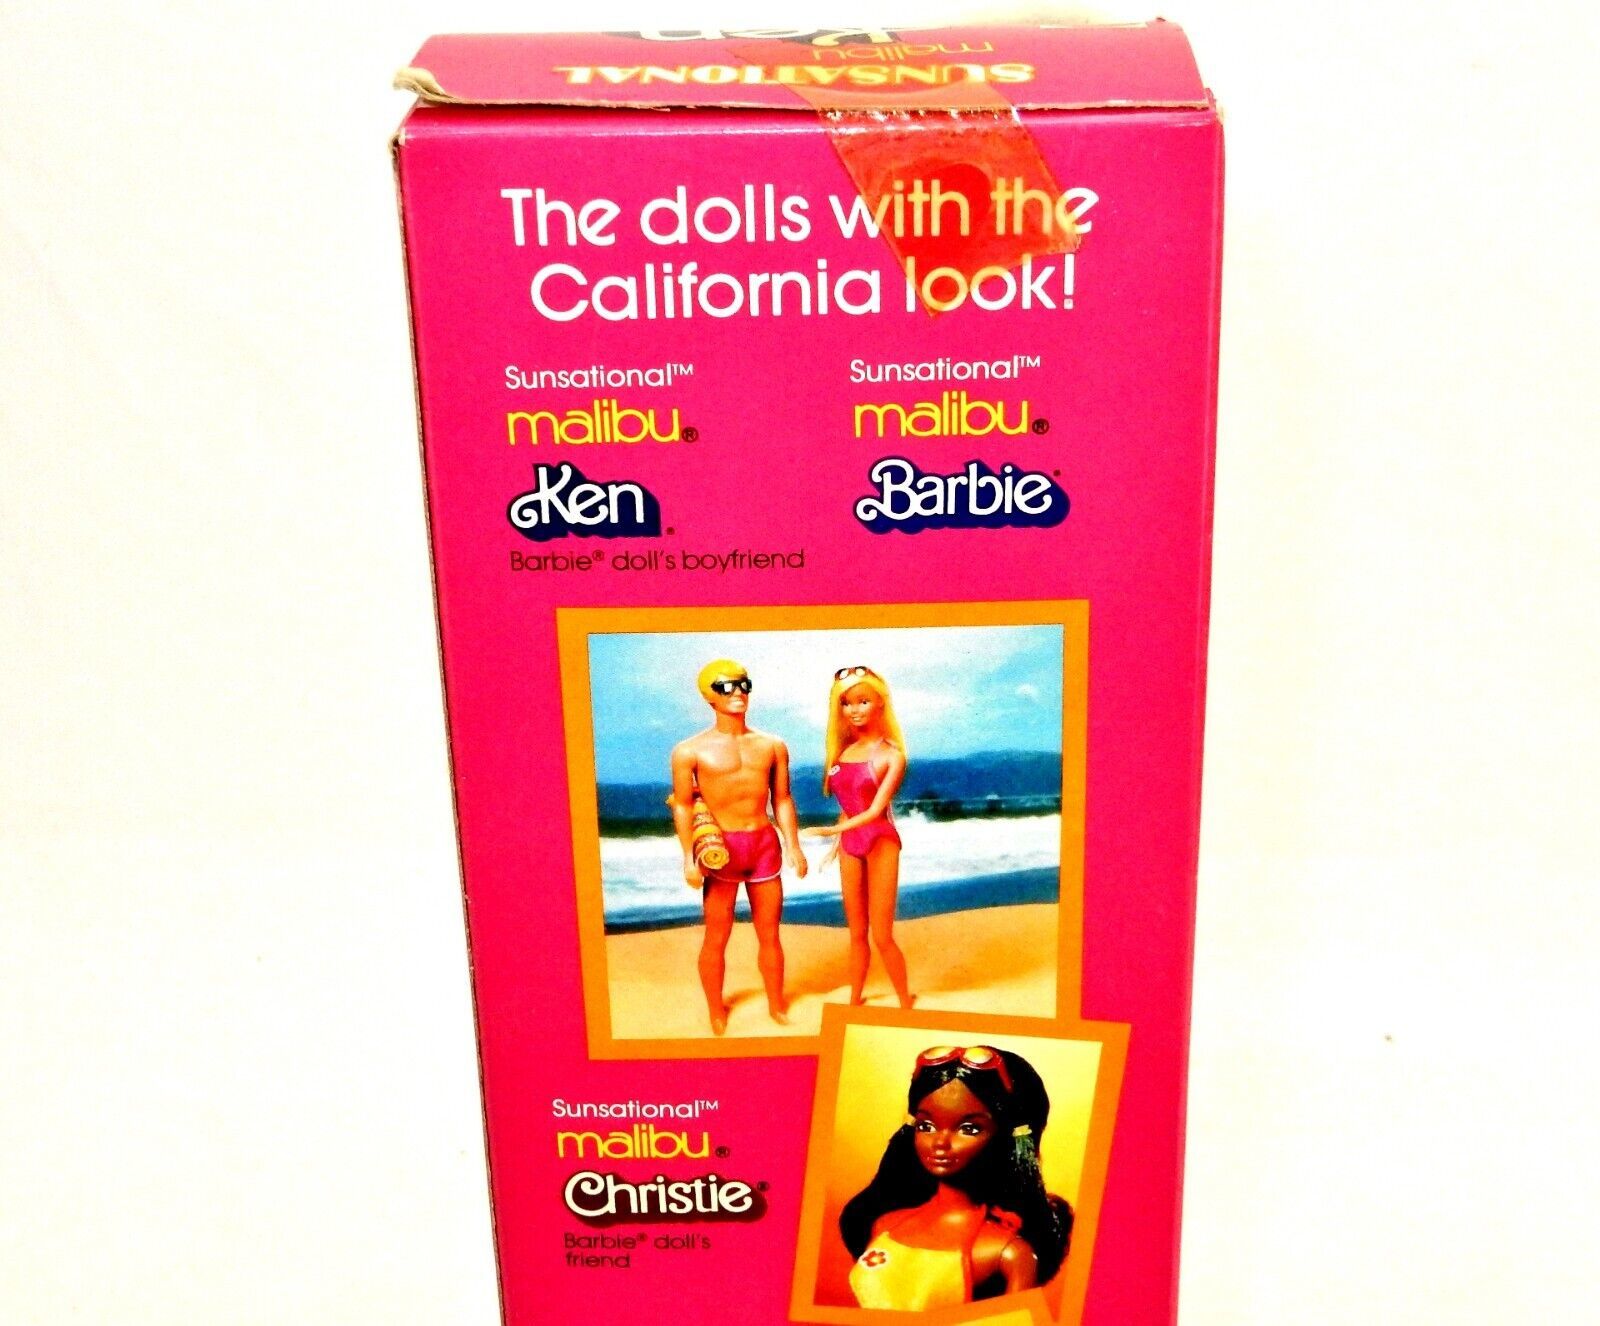 Ken
malibu
SUNSATIONAL
The dolls with the
California look!
Sunsational™
malibu®
Ken®
Barbie® doll's boyfriend
Sunsational™
malibu®
Barbie®
Sunsational™
malibu®
Christie®
Barbie® doll's
friend